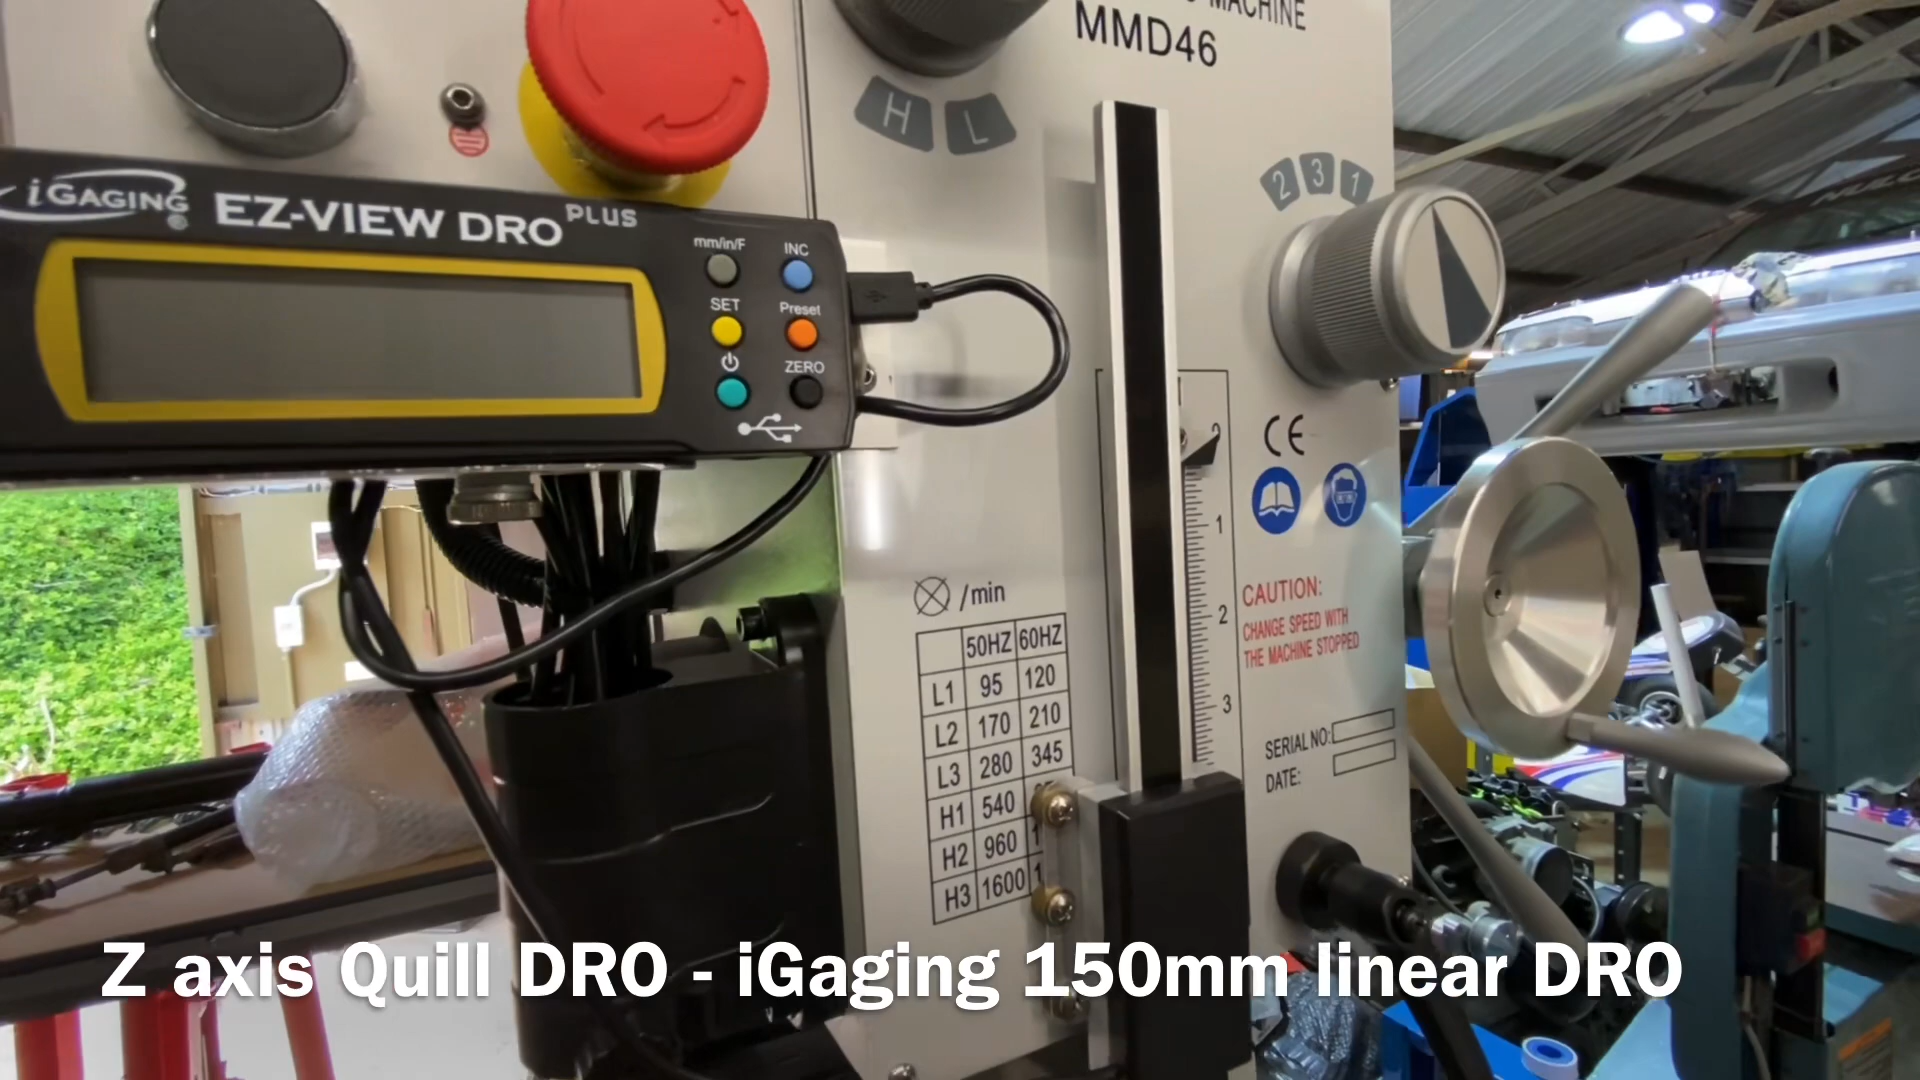 MACHINE
MMD46
H L
2 3 1
iGAGING®
EZ-VIEW DRO PLUS
mm/in/F INC
SET Preset
ZERO
CE
0
1
2
3
/min
50HZ 60HZ
L1 95 120
L2 170 210
L3 280 345
H1 540
H2 960
H3 1600
CAUTION:
CHANGE SPEED WITH
THE MACHINE STOPPED
SERIAL NO:
DATE:
Z axis Quill DRO - iGaging 150mm linear DRO